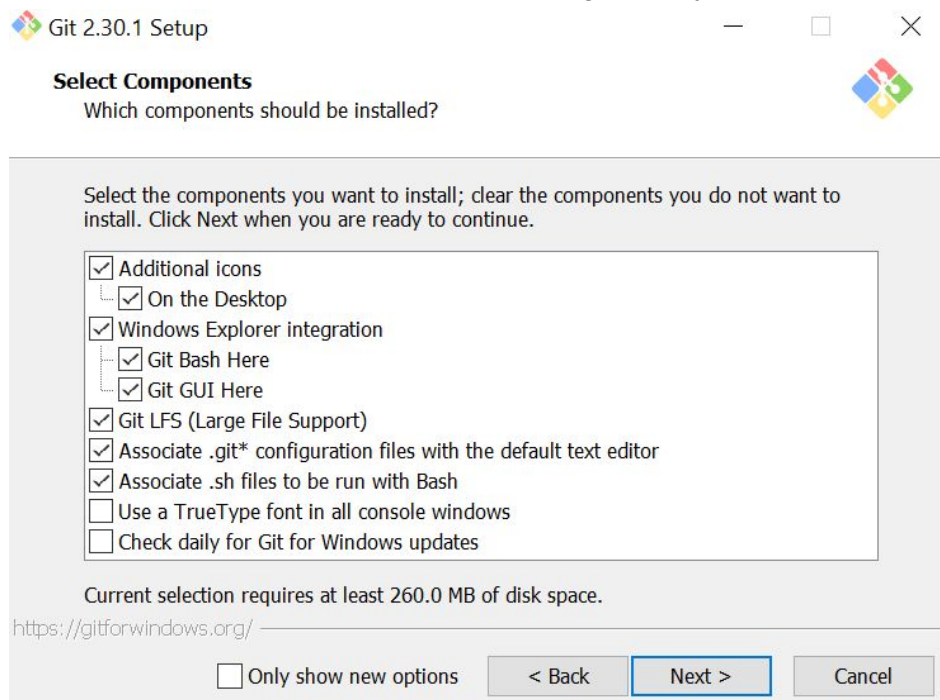 Git 2.30.1 Setup
Select Components
Which components should be installed?
Select the components you want to install; clear the components you do not want to
install. Click Next when you are ready to continue.
Additional icons
On the Desktop
Windows Explorer integration
Git Bash Here
Git GUI Here
Git LFS (Large File Support)
Associate .git* configuration files with the default text editor
Associate .sh files to be run with Bash
Use a TrueType font in all console windows
Check daily for Git for Windows updates
Current selection requires at least 260.0 MB of disk space.
https://gitforwindows.org/
Only show new options
< Back
Next >
Cancel